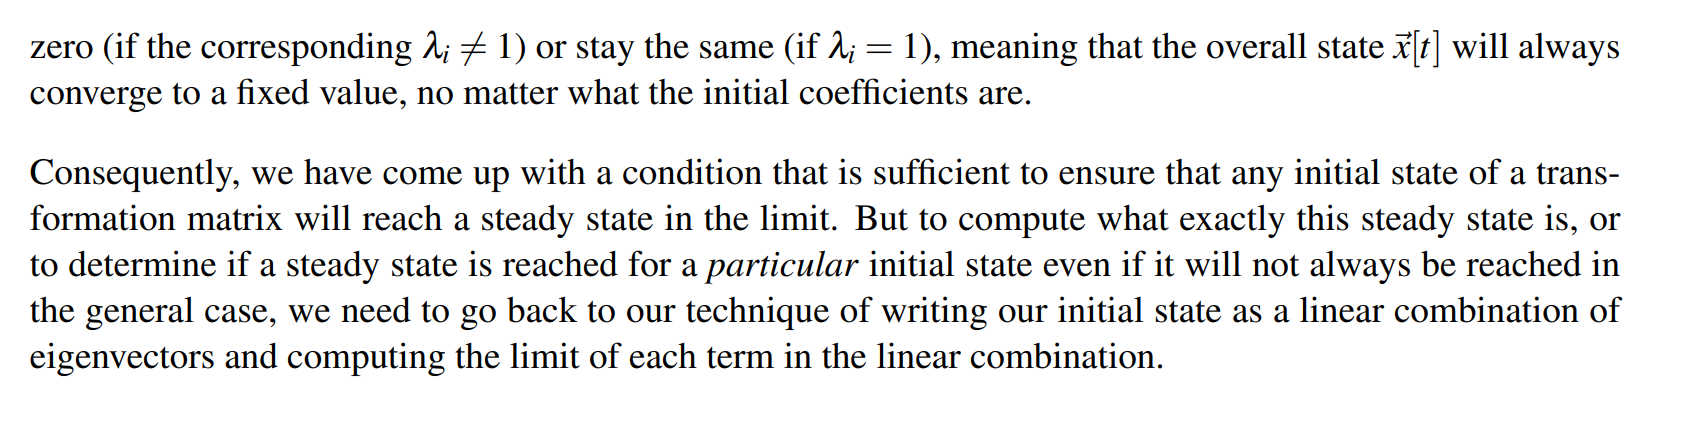 zero (if the corresponding λᵢ ≠ 1) or stay the same (if λᵢ = 1), meaning that the overall state x⃗[t] will always
converge to a fixed value, no matter what the initial coefficients are.
Consequently, we have come up with a condition that is sufficient to ensure that any initial state of a trans-
formation matrix will reach a steady state in the limit. But to compute what exactly this steady state is, or
to determine if a steady state is reached for a particular initial state even if it will not always be reached in
the general case, we need to go back to our technique of writing our initial state as a linear combination of
eigenvectors and computing the limit of each term in the linear combination.